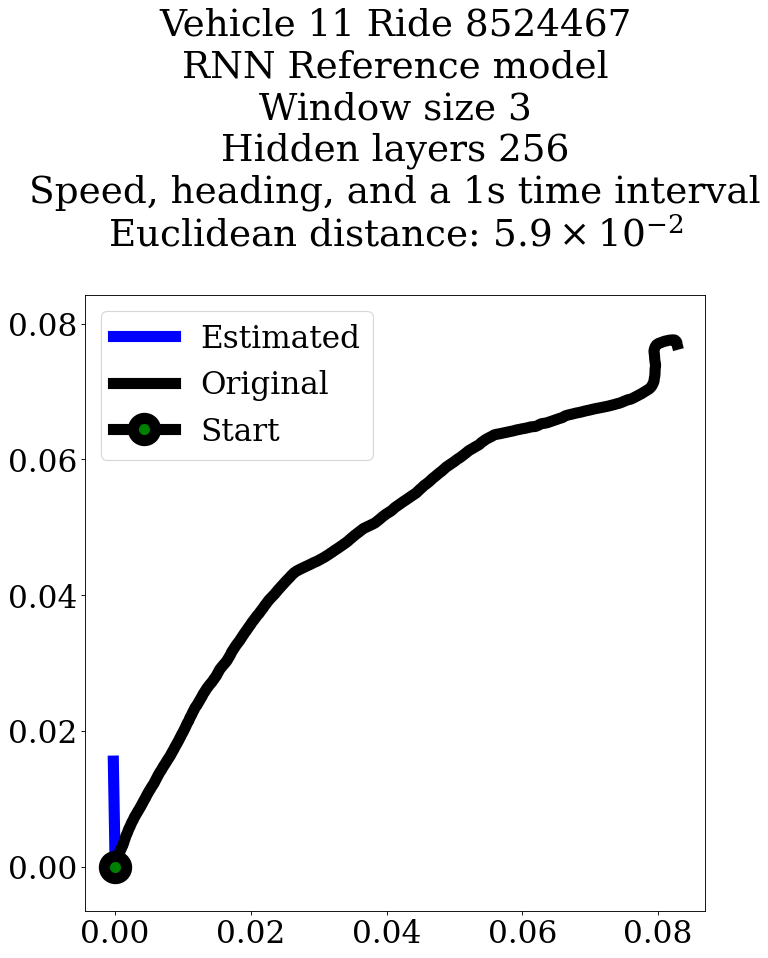 Vehicle 11 Ride 8524467
RNN Reference model
Window size 3
Hidden layers 256
Speed, heading, and a 1s time interval
Euclidean distance: 5.9 × 10⁻²
Estimated
Original
Start
0.08
0.06
0.04
0.02
0.00
0.00 0.02 0.04 0.06 0.08